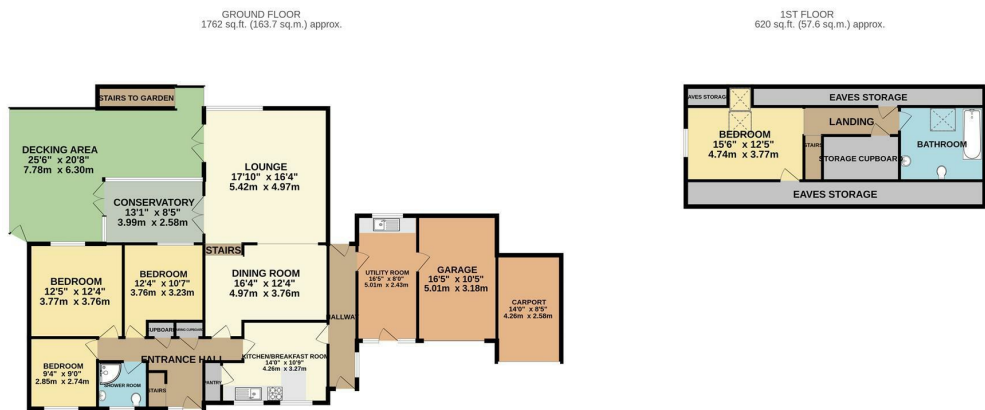 GROUND FLOOR
1762 sq.ft. (163.7 sq.m.) approx.
1ST FLOOR
620 sq.ft. (57.6 sq.m.) approx.
STAIRS TO GARDEN
DECKING AREA
25'6" x 20'8"
7.78m x 6.30m
LOUNGE
17'10" x 16'4"
5.42m x 4.97m
CONSERVATORY
13'1" x 8'5"
3.99m x 2.58m
STAIRS
BEDROOM
12'5" x 12'4"
3.77m x 3.76m
BEDROOM
12'4" x 10'7"
3.76m x 3.23m
DINING ROOM
16'4" x 12'4"
4.97m x 3.76m
HALLWAY
UTILITY ROOM
16'5" x 8'0"
5.01m x 2.43m
GARAGE
16'5" x 10'5"
5.01m x 3.18m
CARPORT
14'0" x 8'5"
4.26m x 2.58m
CUPBOARD
ENTRANCE HALL
KITCHEN/BREAKFAST ROOM
14'0" x 10'9"
4.26m x 3.27m
BEDROOM
9'4" x 9'0"
2.85m x 2.74m
SHOWER ROOM
STAIRS
PANTRY
EAVES STORAGE
EAVES STORAGE
BEDROOM
15'6" x 12'5"
4.74m x 3.77m
LANDING
STAIRS
STORAGE CUPBOARD
BATHROOM
EAVES STORAGE